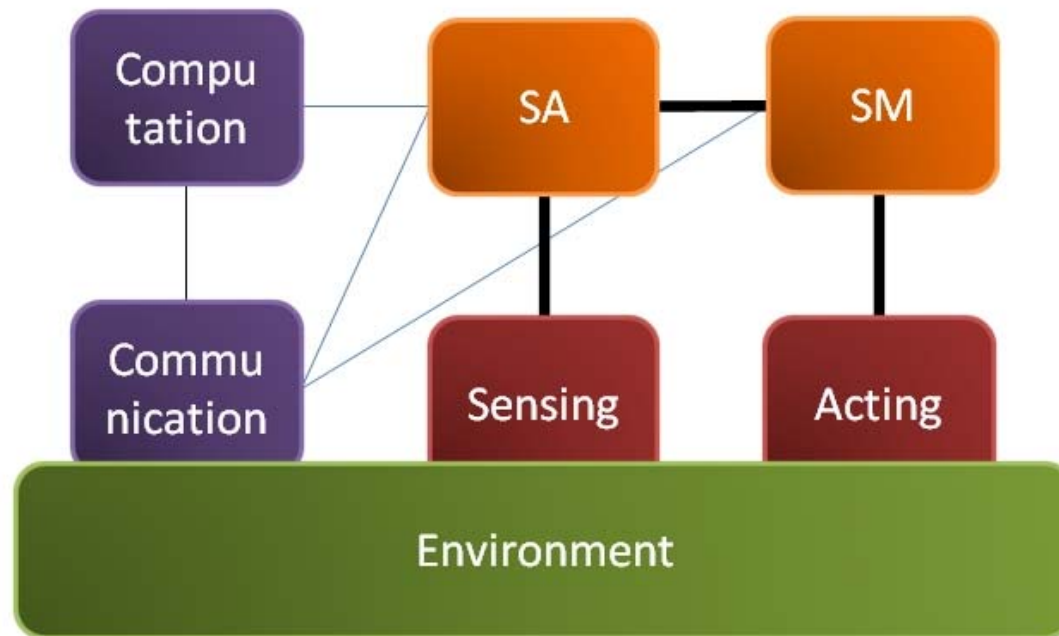 Compu
tation
SA
SM
Commu
nication
Sensing
Acting
Environment